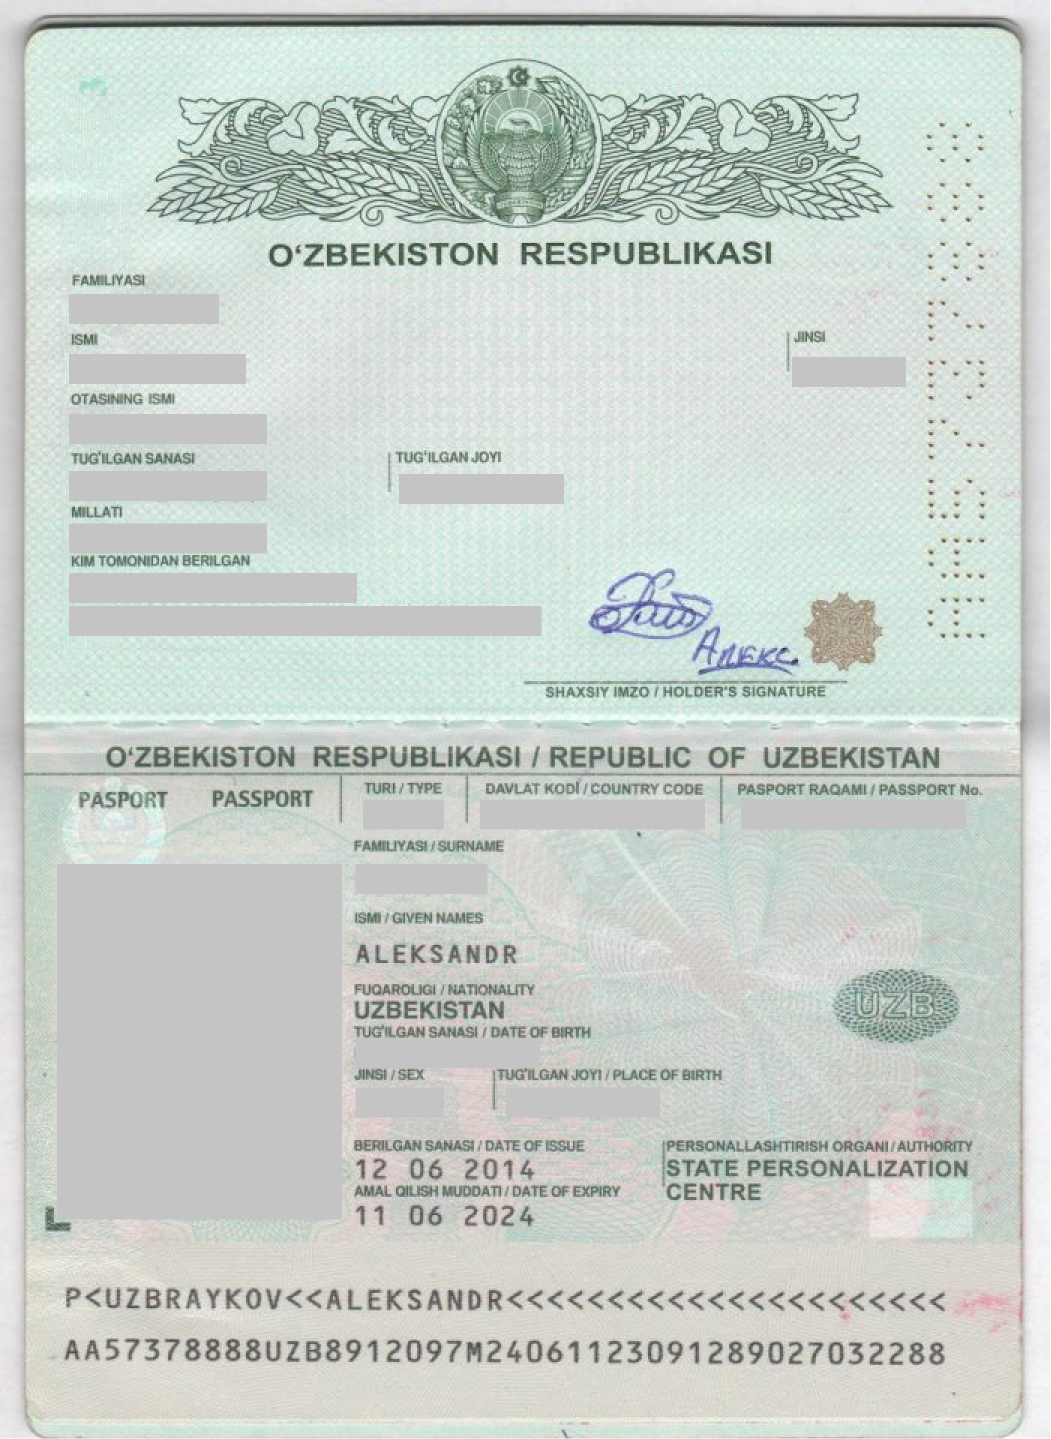 O‘ZBEKISTON RESPUBLIKASI
FAMILIYASI
ISMI
JINSI
OTASINING ISMI
TUG‘ILGAN SANASI
TUG‘ILGAN JOYI
MILLATI
KIM TOMONIDAN BERILGAN
AA5737888
Алекс.
SHAXSIY IMZO / HOLDER'S SIGNATURE
O‘ZBEKISTON RESPUBLIKASI / REPUBLIC OF UZBEKISTAN
PASPORT PASSPORT
TURI / TYPE
DAVLAT KODI / COUNTRY CODE
PASPORT RAQAMI / PASSPORT No.
FAMILIYASI / SURNAME
ISMI / GIVEN NAMES
ALEKSANDR
FUQAROLIGI / NATIONALITY
UZBEKISTAN
UZB
TUG‘ILGAN SANASI / DATE OF BIRTH
JINSI / SEX
TUG‘ILGAN JOYI / PLACE OF BIRTH
BERILGAN SANASI / DATE OF ISSUE
12 06 2014
AMAL QILISH MUDDATI / DATE OF EXPIRY
11 06 2024
PERSONALLASHTIRISH ORGANI / AUTHORITY
STATE PERSONALIZATION
CENTRE
P<UZBRAYKOV<<ALEKSANDR<<<<<<<<<<<<<<<<<<<<<<
AA57378888UZB8912097M24061123091289027032288